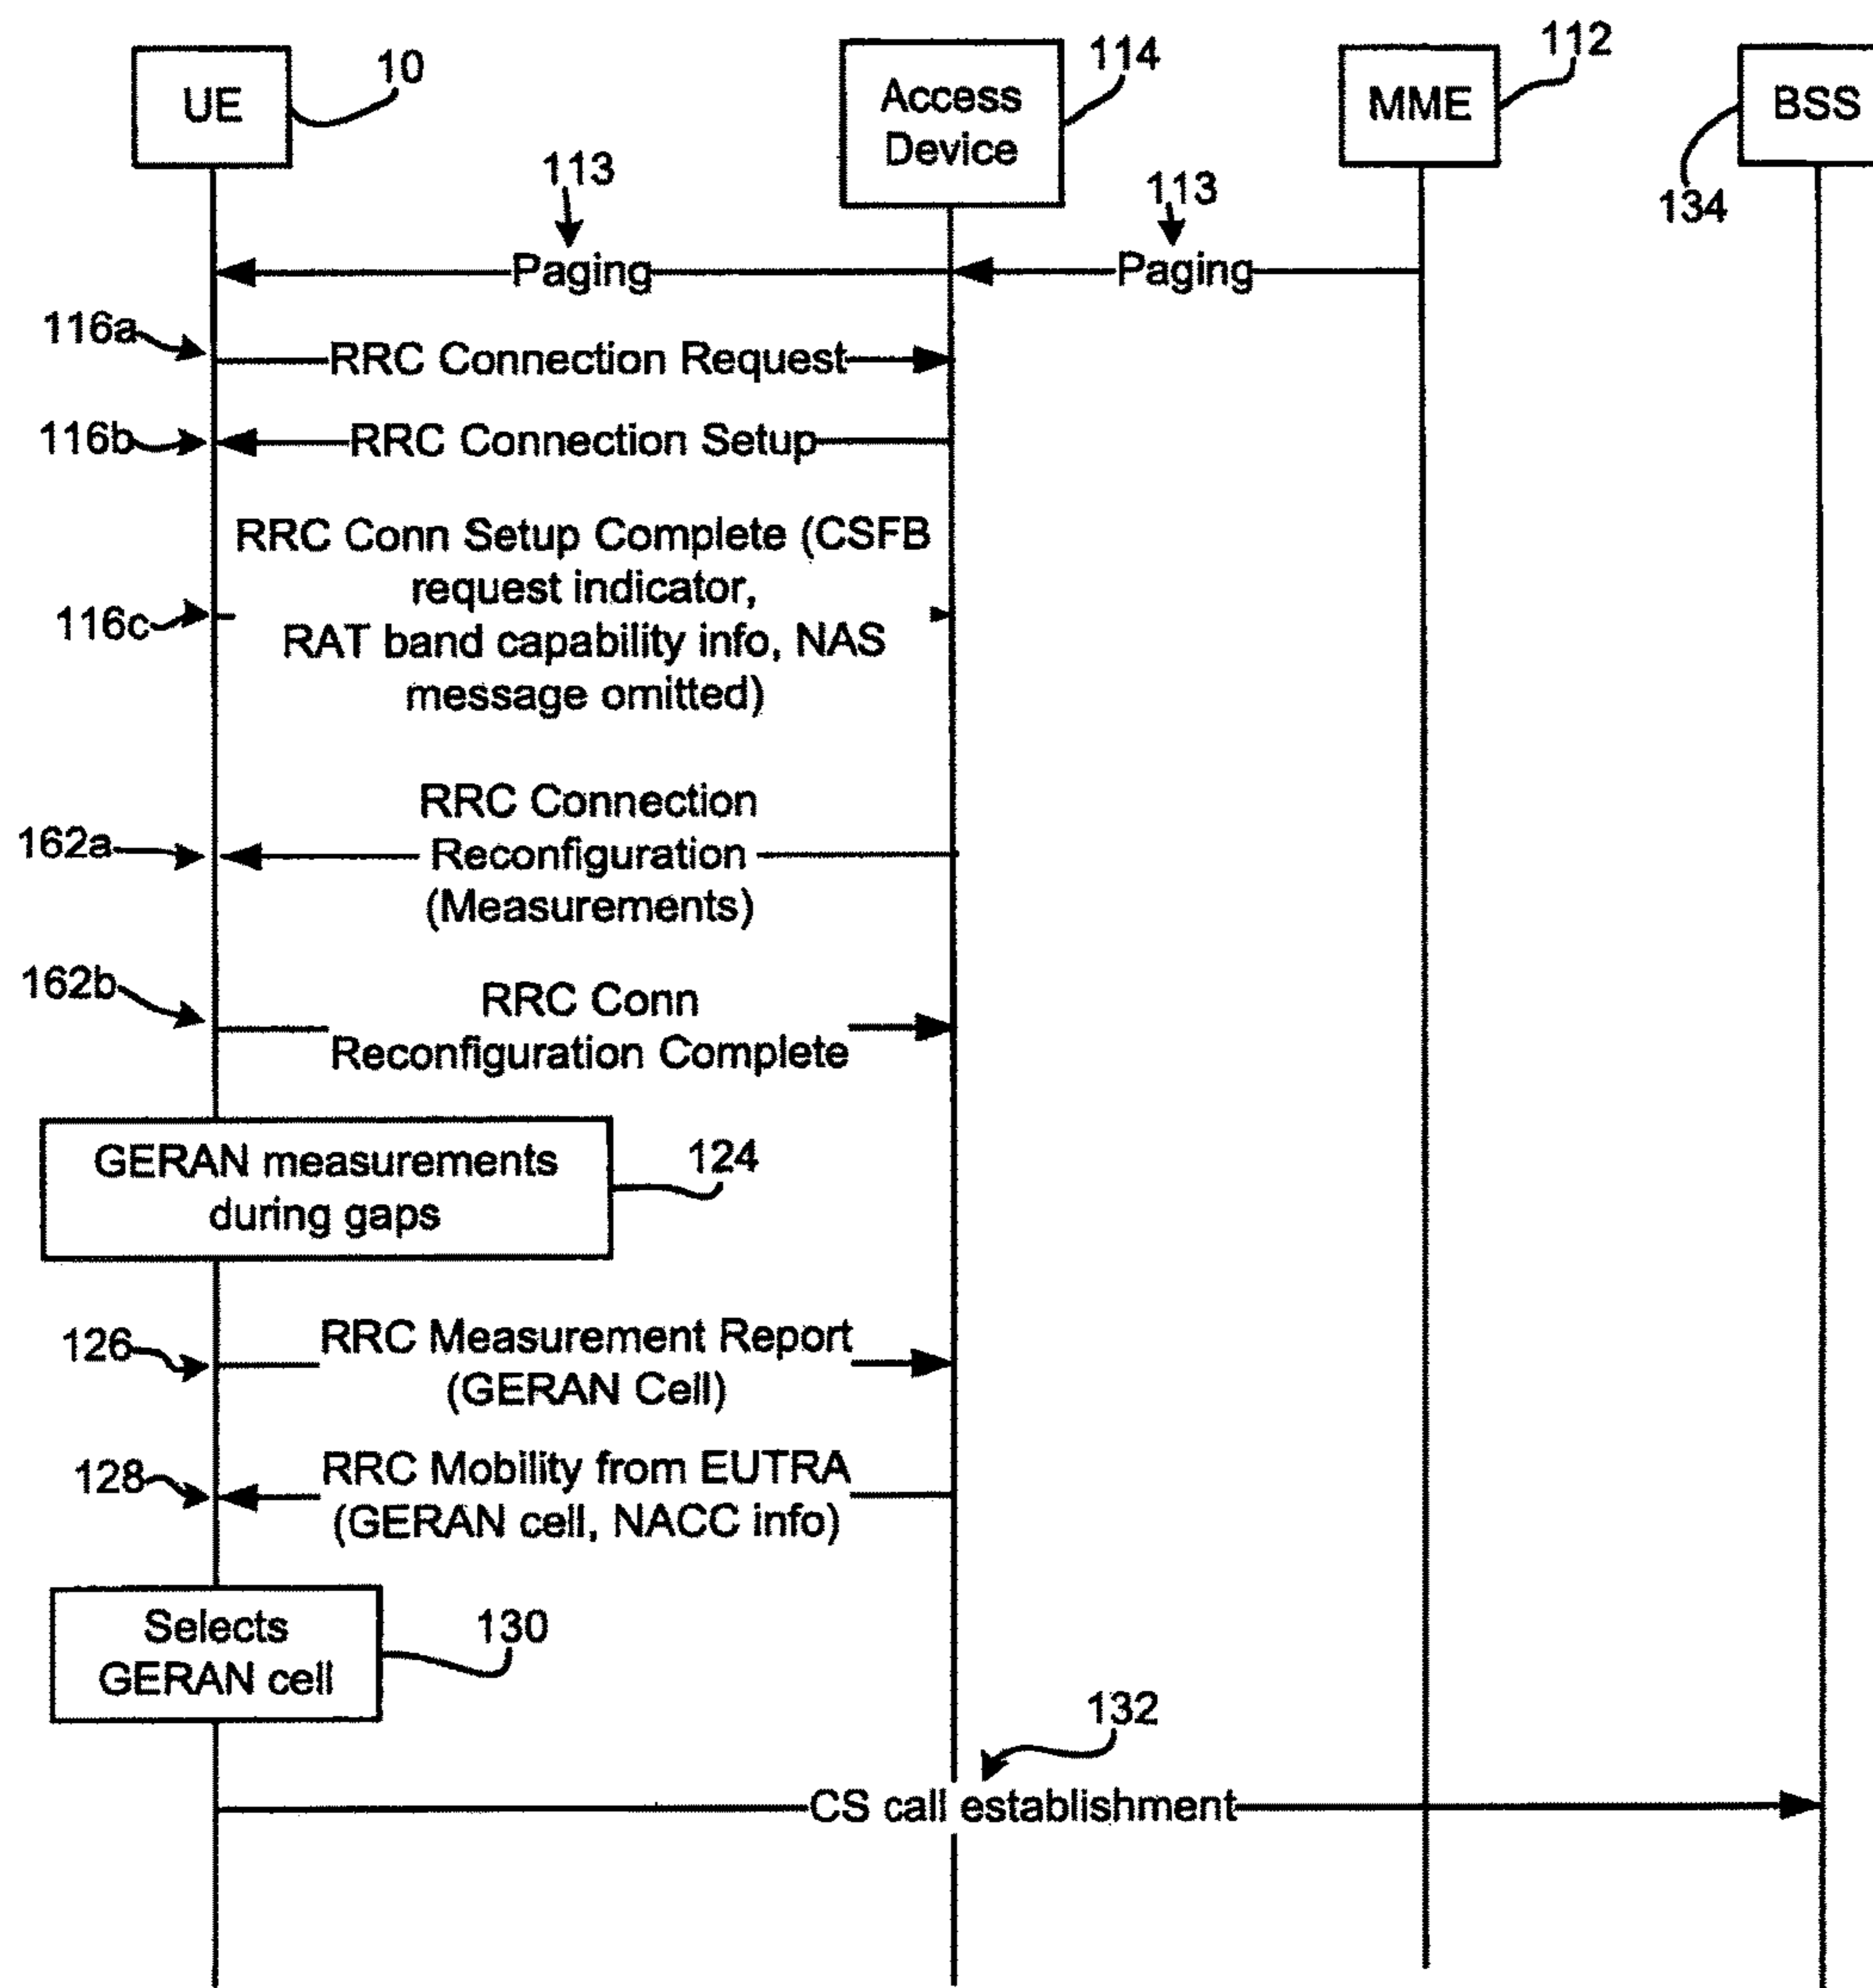 UE
10
Access
Device
114
MME
112
BSS
134
113
113
Paging
Paging
116a
RRC Connection Request
116b
RRC Connection Setup
RRC Conn Setup Complete (CSFB
request indicator,
116c
RAT band capability info, NAS
message omitted)
RRC Connection
162a
Reconfiguration
(Measurements)
162b
RRC Conn
Reconfiguration Complete
GERAN measurements
during gaps
124
126
RRC Measurement Report
(GERAN Cell)
128
RRC Mobility from EUTRA
(GERAN cell, NACC info)
Selects
GERAN cell
130
132
CS call establishment